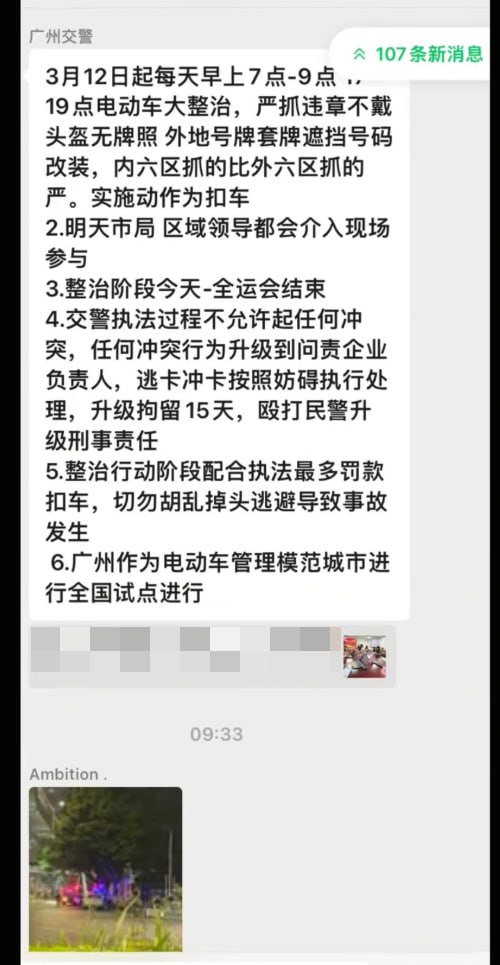 广州交警
107条新消息
3月12日起每天早上7点-9点
19点电动车大整治，严抓违章不戴
头盔无牌照 外地号牌套牌遮挡号码
改装，内六区抓的比外六区抓的
严。实施动作为扣车
2.明天市局 区域领导都会介入现场
参与
3.整治阶段今天-全运会结束
4.交警执法过程不允许起任何冲
突，任何冲突行为升级到问责企业
负责人，逃卡冲卡按照妨碍执行处
理，升级拘留15天，殴打民警升
级刑事责任
5.整治行动阶段配合执法最多罚款
扣车，切勿胡乱掉头逃避导致事故
发生
6.广州作为电动车管理模范城市进
行全国试点进行
09:33
Ambition .